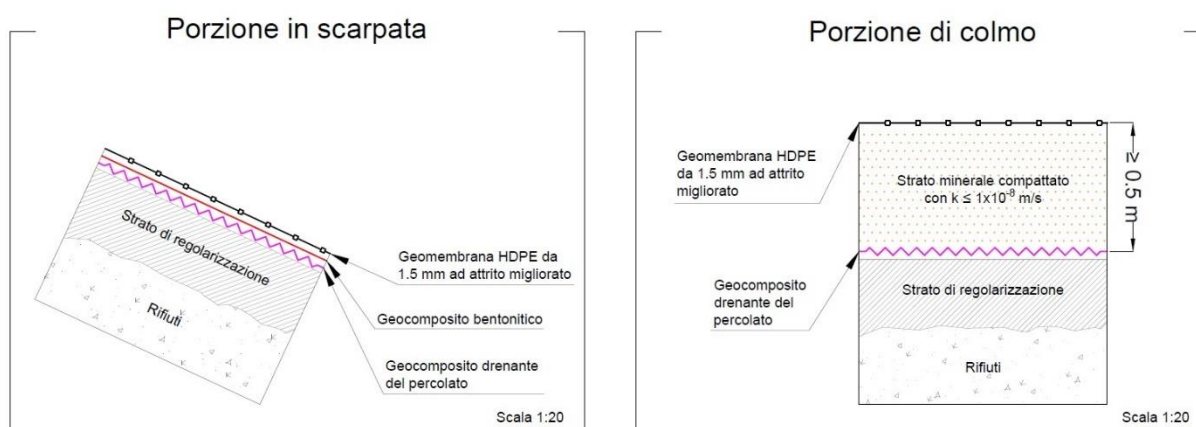 Porzione in scarpata
Strato di regolarizzazione
Rifiuti
Geomembrana HDPE da
1.5 mm ad attrito migliorato
Geocomposito bentonitico
Geocomposito drenante
del percolato
Scala 1:20
Porzione di colmo
Geomembrana HDPE
da 1.5 mm ad attrito
migliorato
Strato minerale compattato
con k ≤ 1x10⁻⁸ m/s
≥ 0.5 m
Geocomposito
drenante del
percolato
Strato di regolarizzazione
Rifiuti
Scala 1:20